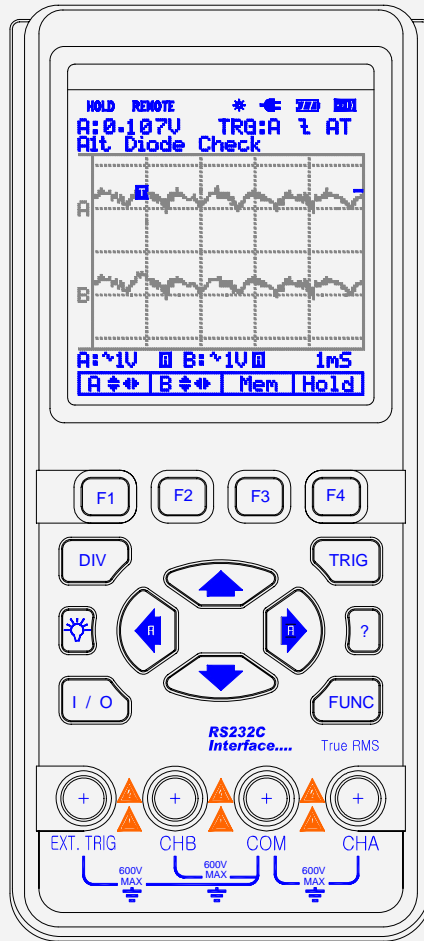 HOLD REMOTE
A:0.107V TRG:A AT
Alt Diode Check
T
A
B
A:~1V B:~1V 1mS
A B Mem Hold
F1 F2 F3 F4
DIV TRIG
A A
?
I / O FUNC
RS232C
Interface....
True RMS
EXT. TRIG CHB COM CHA
600V
MAX
600V
MAX
600V
MAX